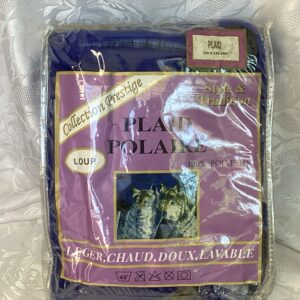 PLAID
Collection Prestige
Style &
Tradition
PLAID
POLAIRE
LOUP
100% POLYESTER
LEGER, CHAUD, DOUX, LAVABLE